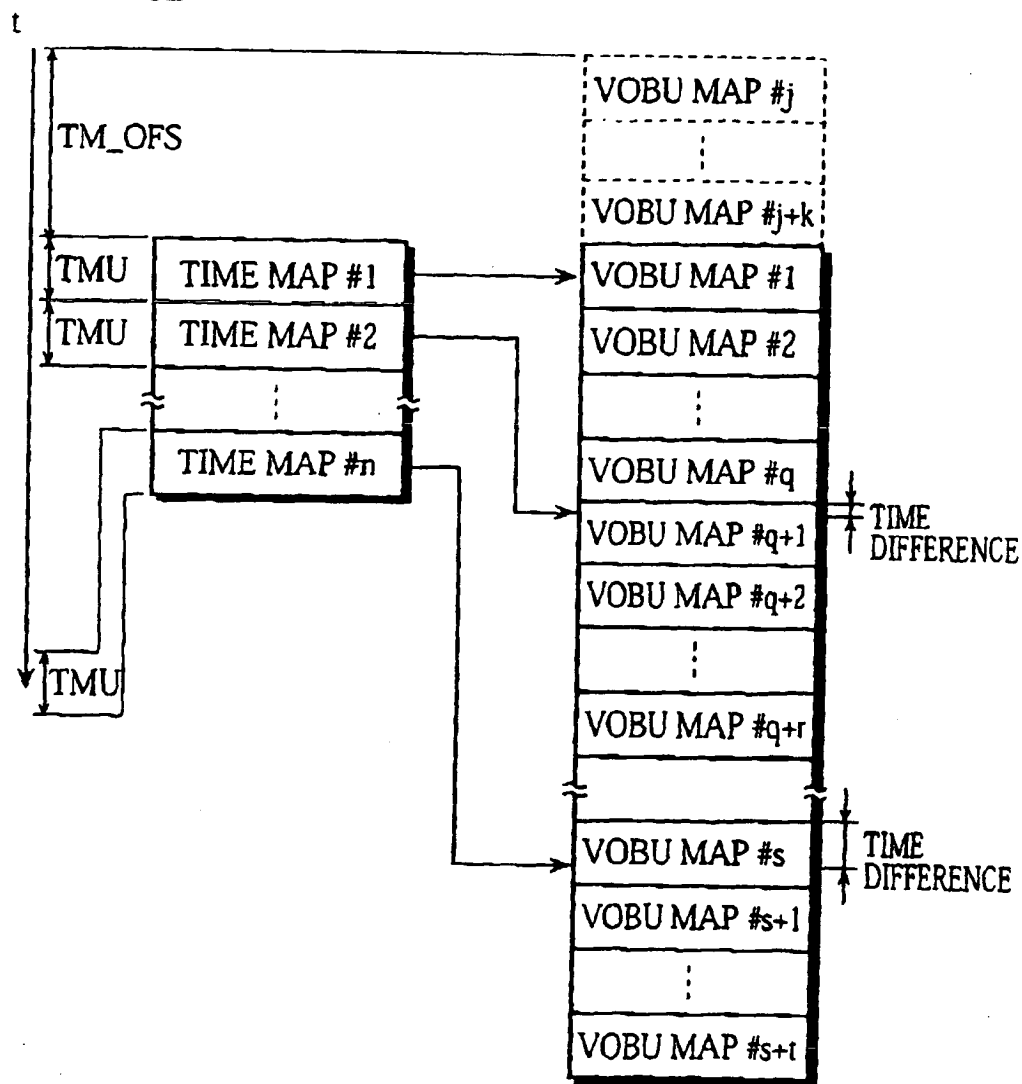 t
TM_OFS
TMU
TMU
TMU
TIME MAP #1
TIME MAP #2
TIME MAP #n
VOBU MAP #j
VOBU MAP #j+k
VOBU MAP #1
VOBU MAP #2
VOBU MAP #q
VOBU MAP #q+1
VOBU MAP #q+2
VOBU MAP #q+r
VOBU MAP #s
VOBU MAP #s+1
VOBU MAP #s+t
TIME
DIFFERENCE
TIME
DIFFERENCE